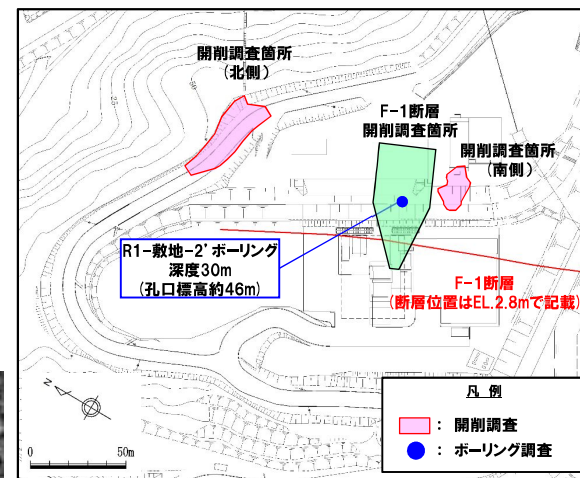 開削調査箇所
(北側)
F-1断層
開削調査箇所
開削調査箇所
(南側)
R1-敷地-2’ボーリング
深度30m
(孔口標高約46m)
F-1断層
(断層位置はEL.2.8mで記載)
N
0 50m
凡 例
： 開削調査
： ボーリング調査